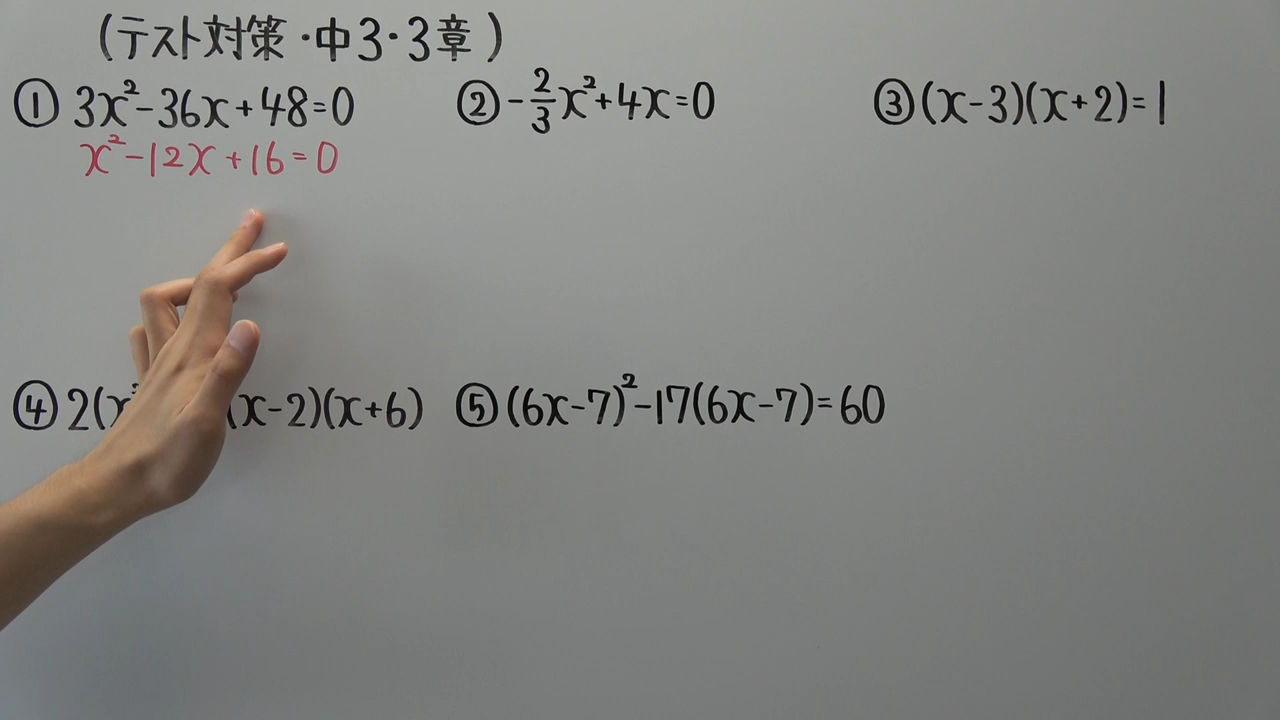 (テスト対策・中3・3章)
① 3x²-36x+48=0
x²-12x+16=0
② -2/3x²+4x=0
③ (x-3)(x+2)=1
④ 2(x² (x-2)(x+6)
⑤ (6x-7)²-17(6x-7)=60